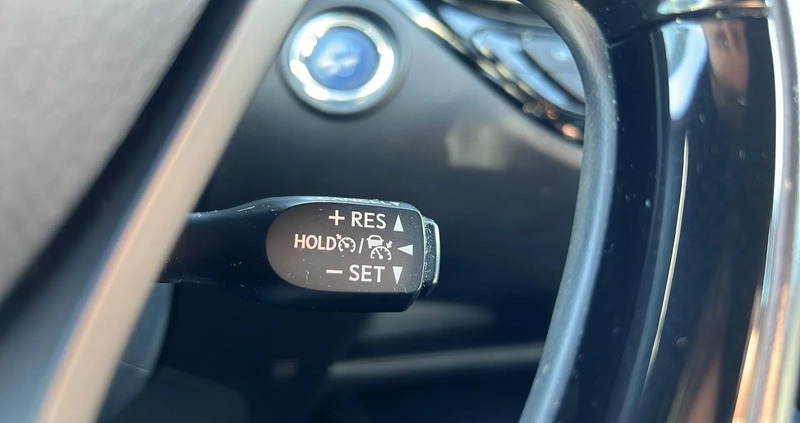 + RES ▲
HOLD / ◀
− SET ▼